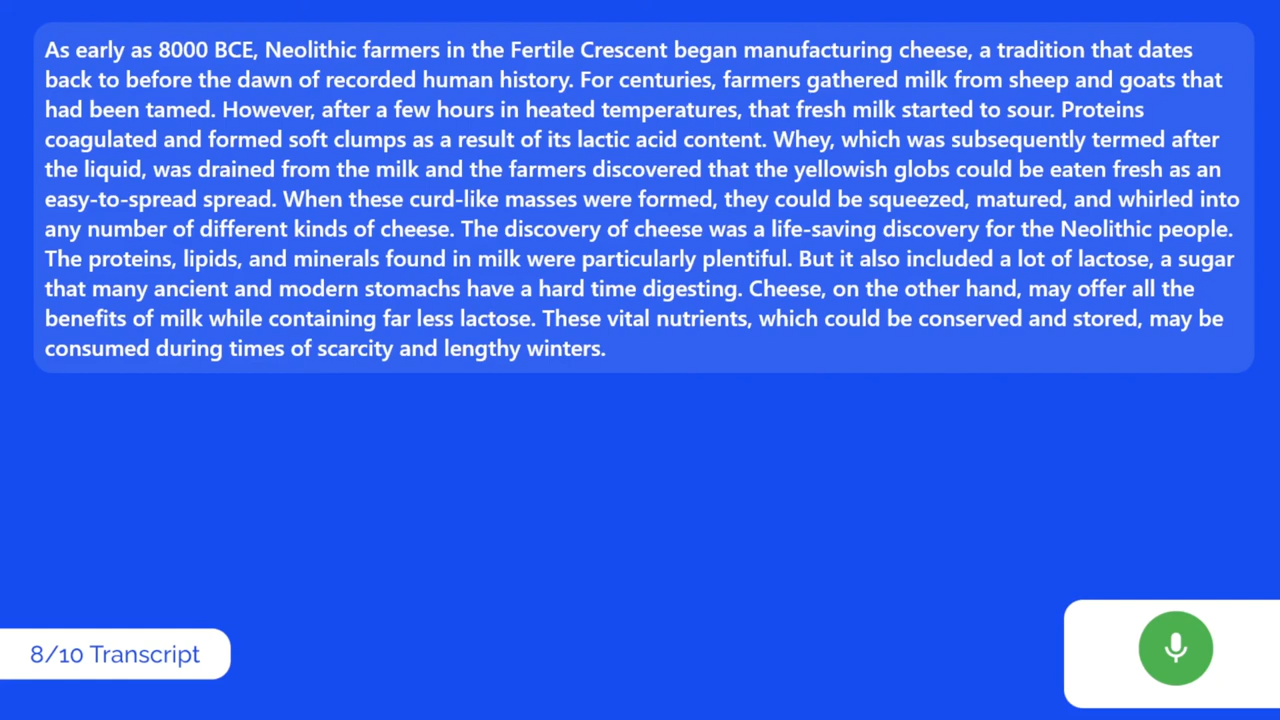 As early as 8000 BCE, Neolithic farmers in the Fertile Crescent began manufacturing cheese, a tradition that dates
back to before the dawn of recorded human history. For centuries, farmers gathered milk from sheep and goats that
had been tamed. However, after a few hours in heated temperatures, that fresh milk started to sour. Proteins
coagulated and formed soft clumps as a result of its lactic acid content. Whey, which was subsequently termed after
the liquid, was drained from the milk and the farmers discovered that the yellowish globs could be eaten fresh as an
easy-to-spread spread. When these curd-like masses were formed, they could be squeezed, matured, and whirled into
any number of different kinds of cheese. The discovery of cheese was a life-saving discovery for the Neolithic people.
The proteins, lipids, and minerals found in milk were particularly plentiful. But it also included a lot of lactose, a sugar
that many ancient and modern stomachs have a hard time digesting. Cheese, on the other hand, may offer all the
benefits of milk while containing far less lactose. These vital nutrients, which could be conserved and stored, may be
consumed during times of scarcity and lengthy winters.
8/10 Transcript